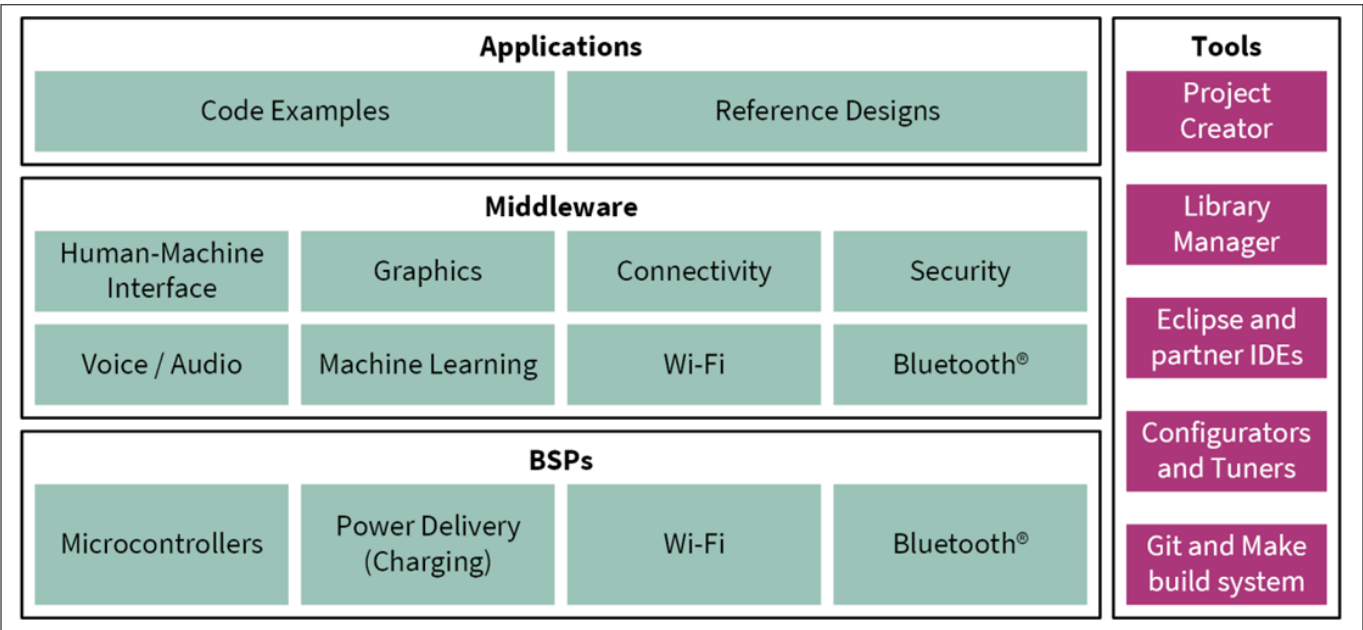 Applications
Code Examples
Reference Designs
Middleware
Human-Machine
Interface
Graphics
Connectivity
Security
Voice / Audio
Machine Learning
Wi-Fi
Bluetooth®
BSPs
Microcontrollers
Power Delivery
(Charging)
Wi-Fi
Bluetooth®
Tools
Project
Creator
Library
Manager
Eclipse and
partner IDEs
Configurators
and Tuners
Git and Make
build system